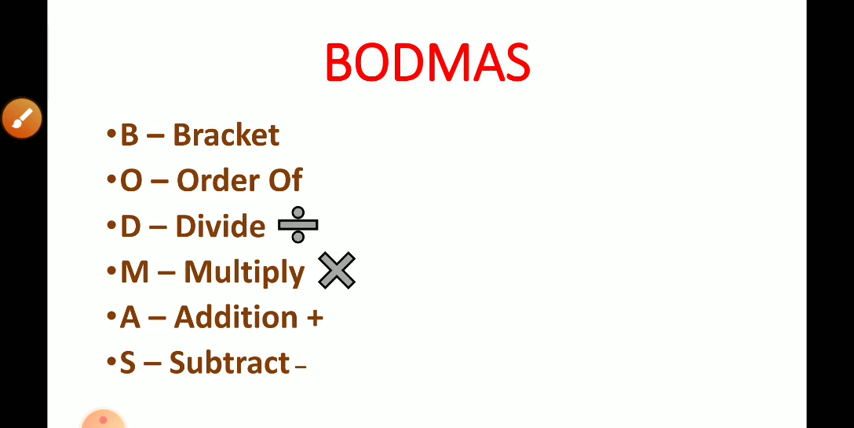 BODMAS
•B – Bracket
•O – Order Of
•D – Divide ÷
•M – Multiply ×
•A – Addition +
•S – Subtract –